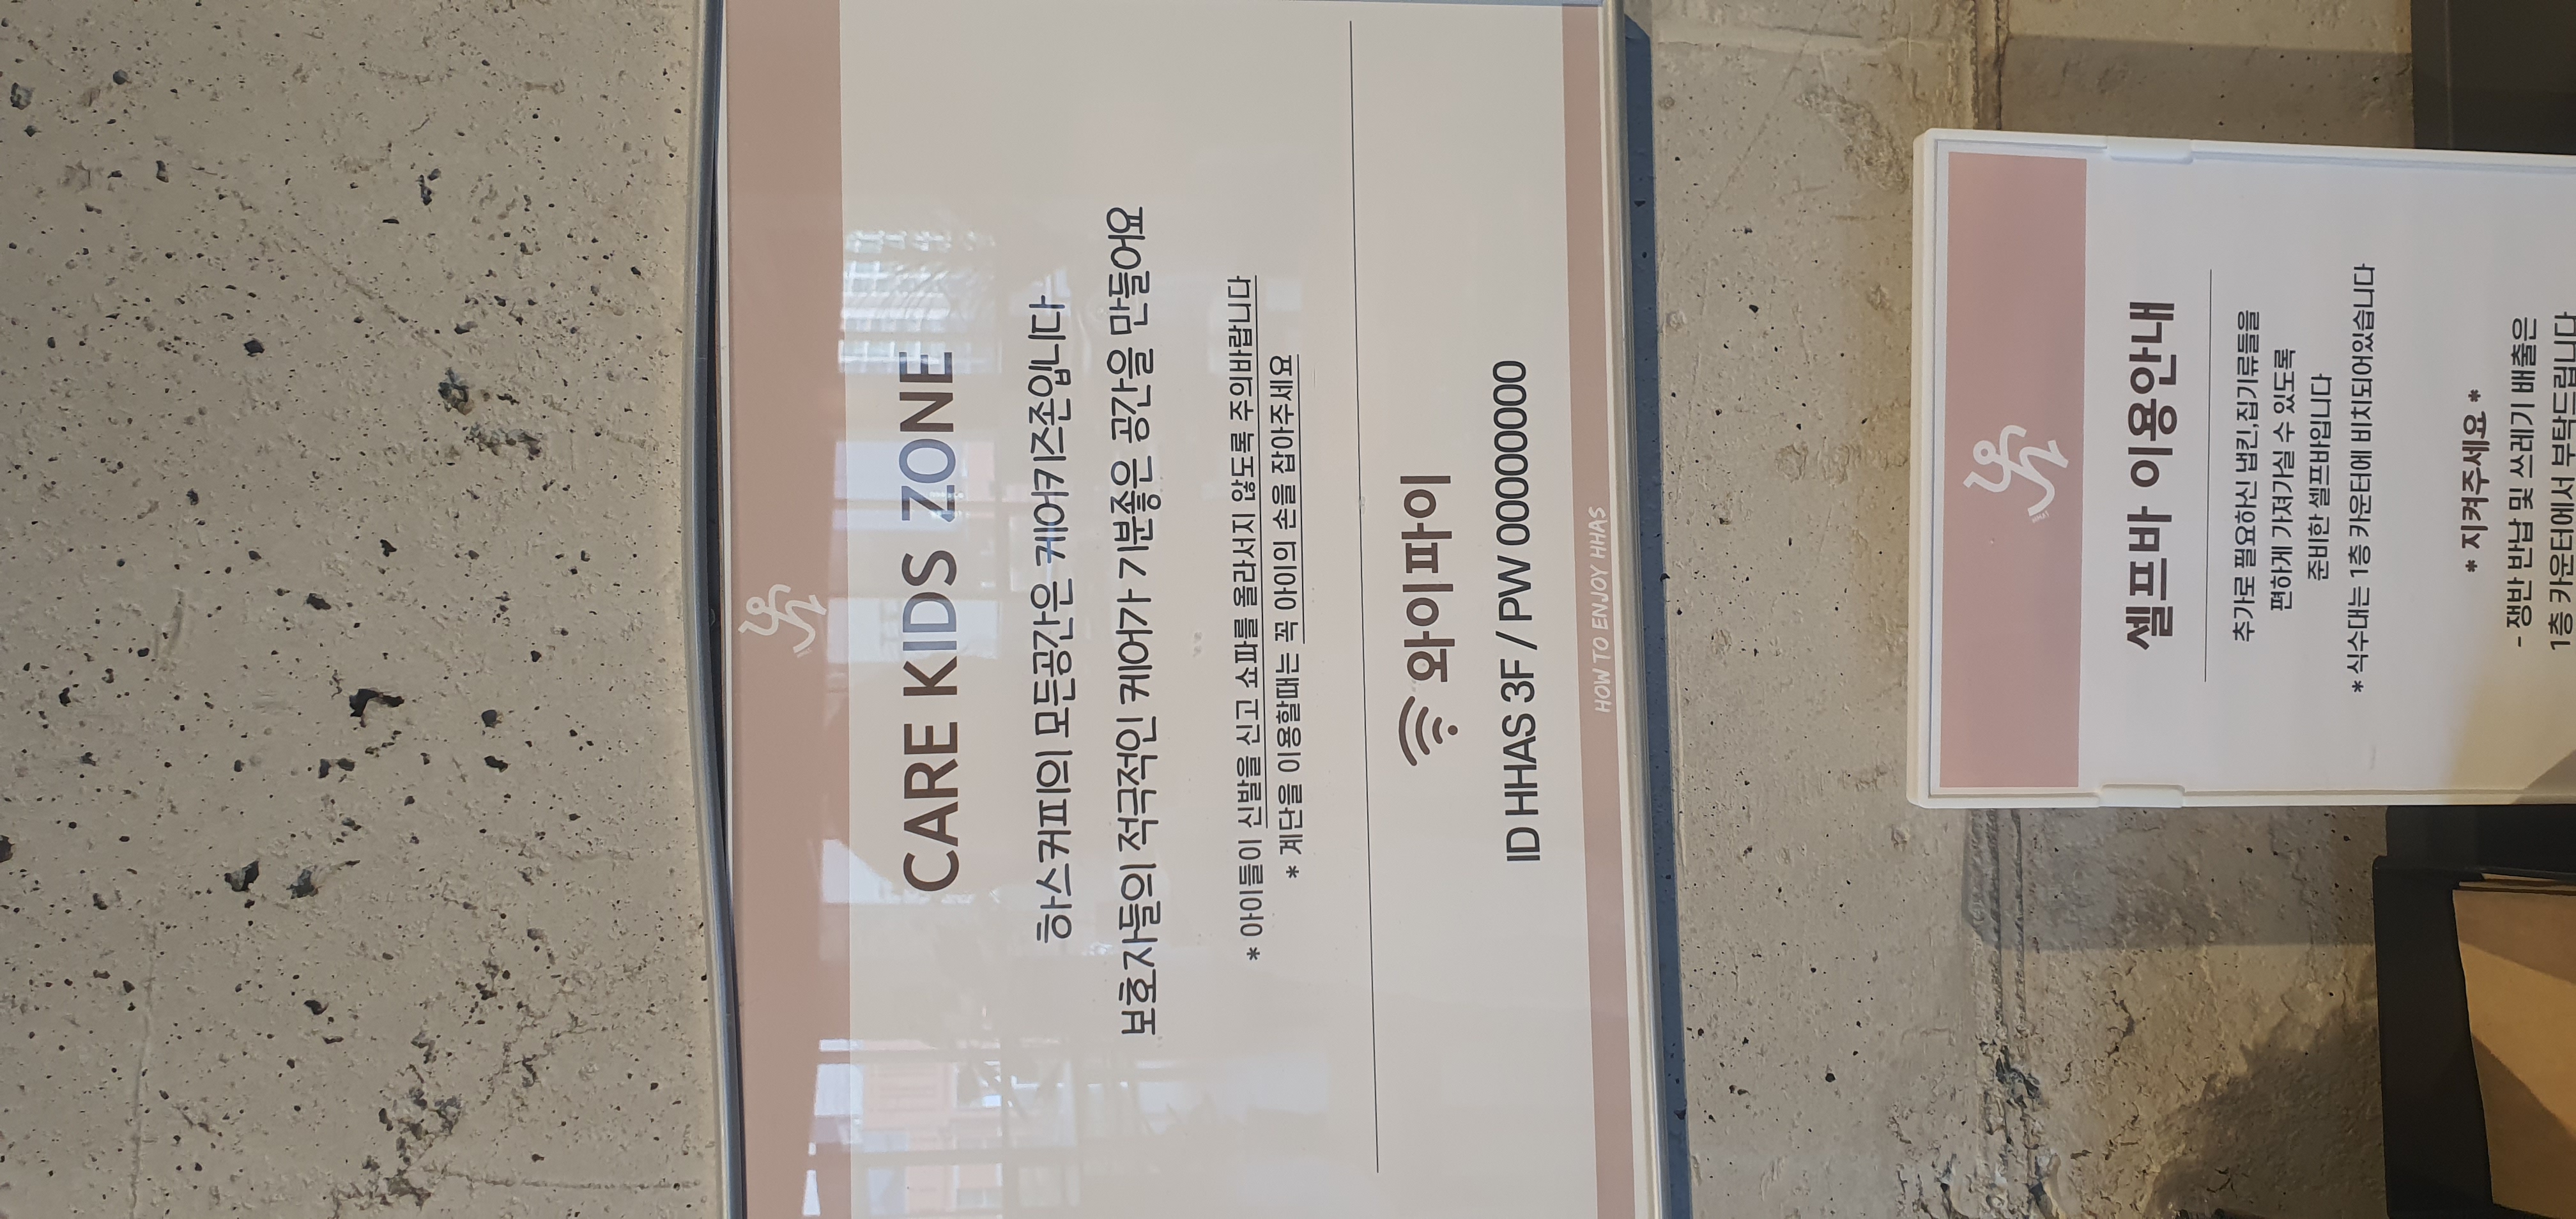 CARE KIDS ZONE
하스커피의 모든공간은 케어키즈존입니다
보호자들의 적극적인 케어가 기분좋은 공간을 만들어요
* 아이들이 신발을 신고 쇼파를 올라서지 않도록 주의바랍니다
* 계단을 이용할때는 꼭 아이의 손을 잡아주세요
와이파이
ID HHAS 3F / PW 00000000
HOW TO ENJOY HHAS
셀프바 이용안내
추가로 필요하신 냅킨,집기류들을
편하게 가져가실 수 있도록
준비한 셀프바입니다
* 식수대는 1층 카운터에 비치되어있습니다
* 지켜주세요 *
- 쟁반 반납 및 쓰레기 배출은
1층 카운터에서 부탁드립니다